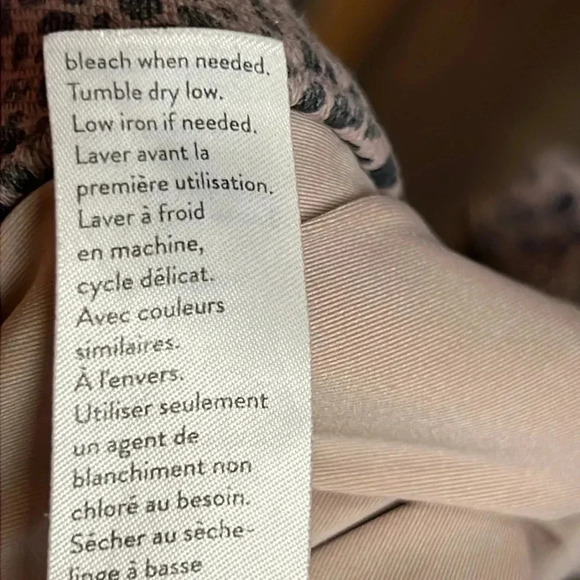 bleach when needed.
Tumble dry low.
Low iron if needed.
Laver avant la
première utilisation.
Laver à froid
en machine,
cycle délicat.
Avec couleurs
similaires.
À l'envers.
Utiliser seulement
un agent de
blanchiment non
chloré au besoin.
Sécher au sèche-
linge à basse